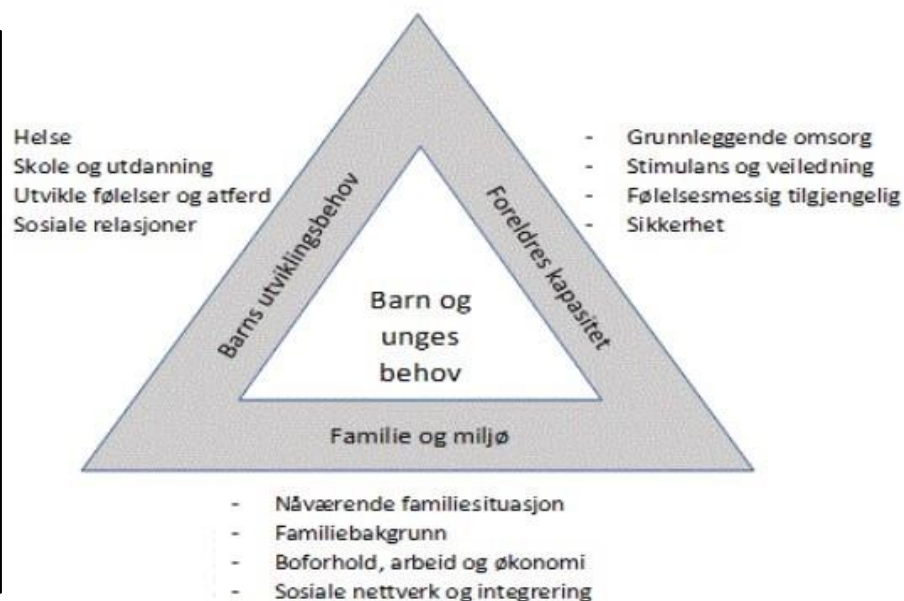 Helse
Skole og utdanning
Utvikle følelser og atferd
Sosiale relasjoner
Barns utviklingsbehov
Barn og
unges
behov
Foreldres kapasitet
- Grunnleggende omsorg
- Stimulans og veiledning
- Følelsesmessig tilgjengelig
- Sikkerhet
Familie og miljø
- Nåværende familiesituasjon
- Familiebakgrunn
- Boforhold, arbeid og økonomi
- Sosiale nettverk og integrering